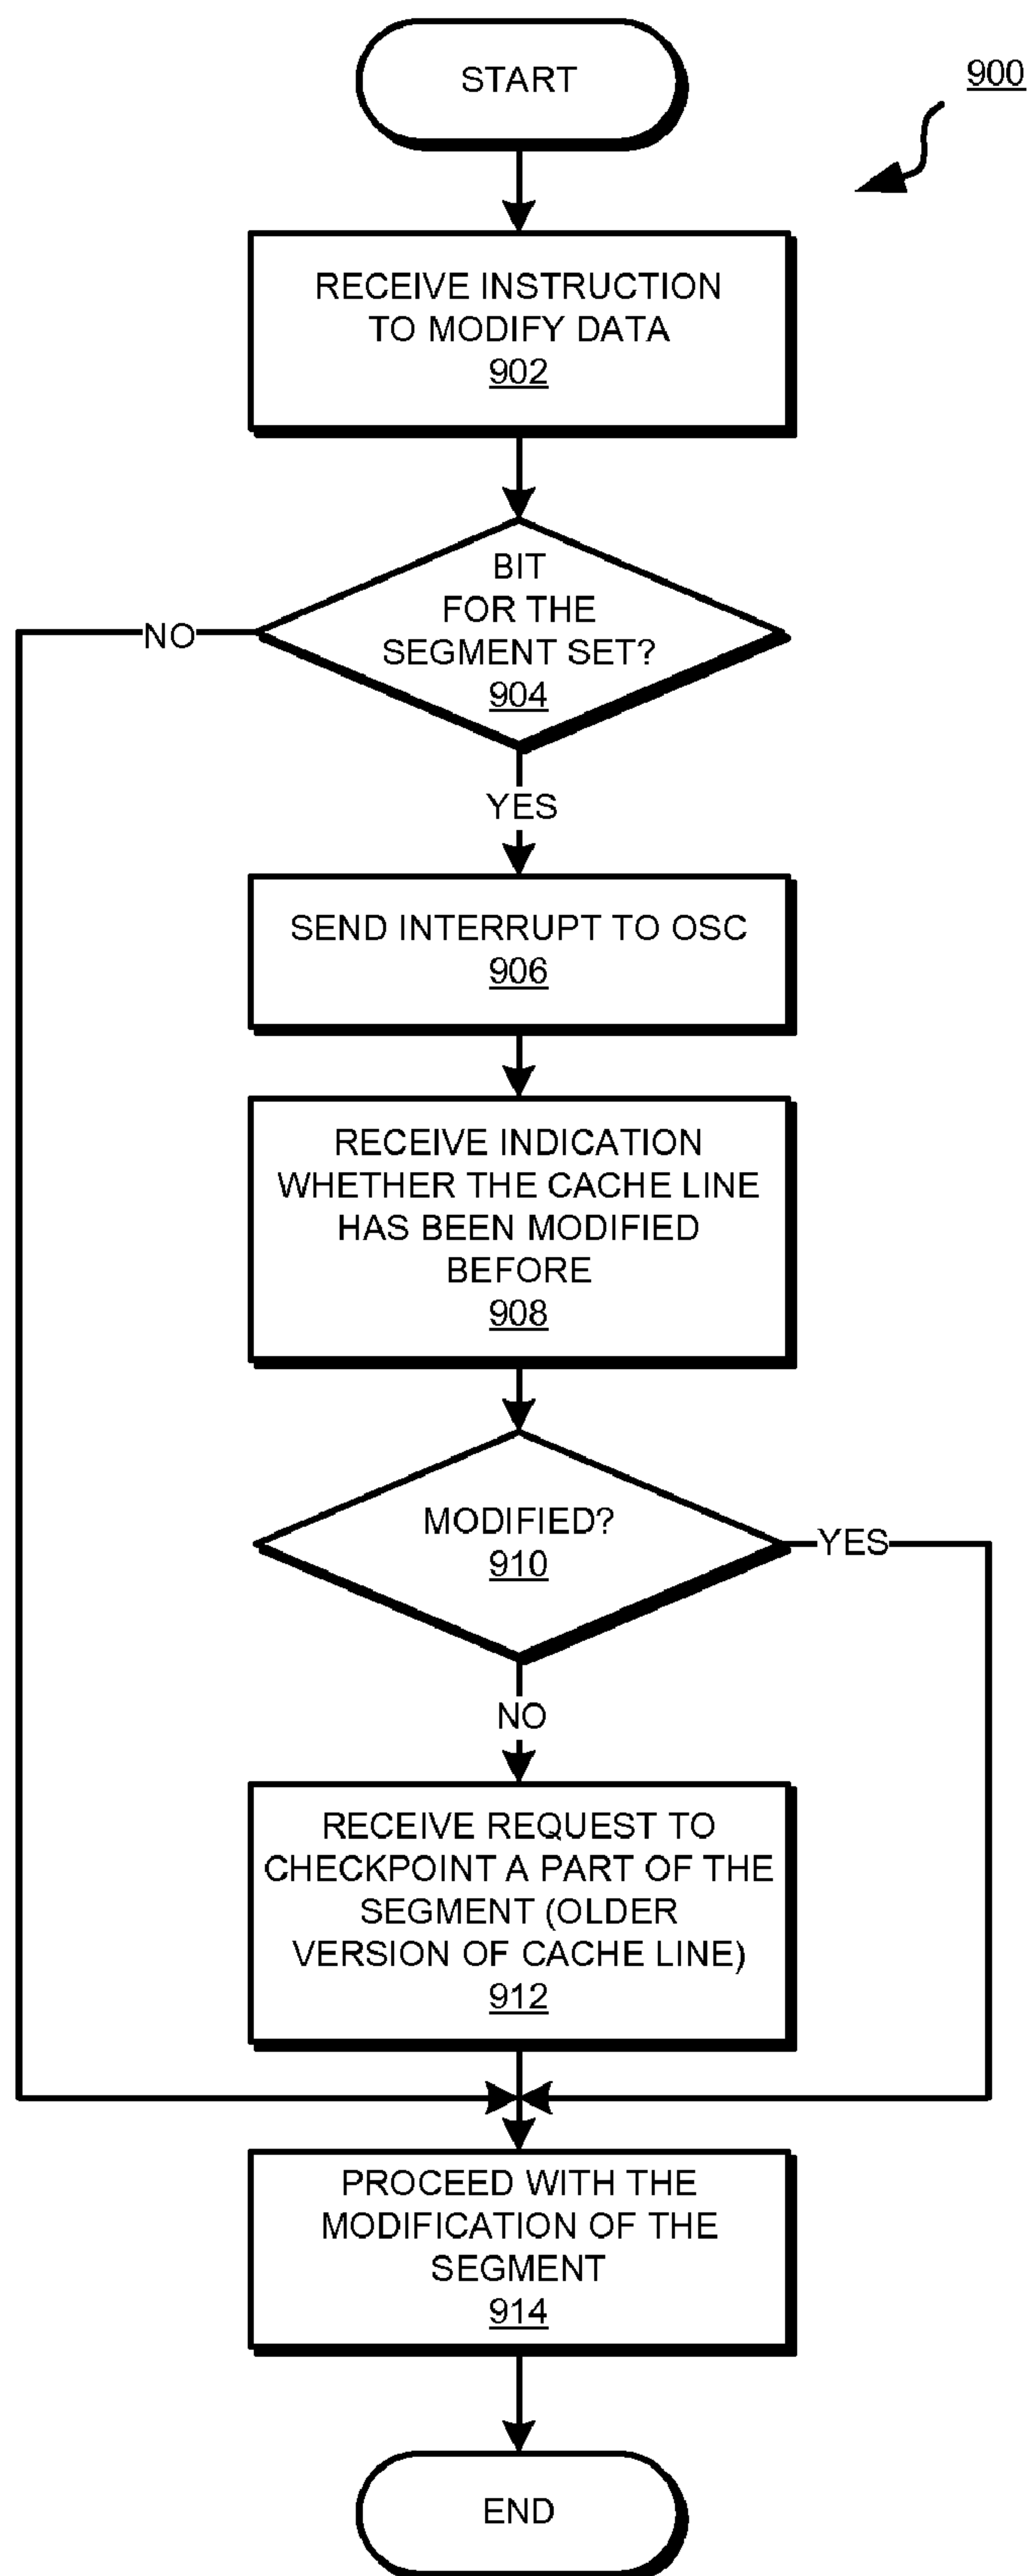 START
900
RECEIVE INSTRUCTION
TO MODIFY DATA
902
BIT
FOR THE
SEGMENT SET?
904
NO
YES
SEND INTERRUPT TO OSC
906
RECEIVE INDICATION
WHETHER THE CACHE LINE
HAS BEEN MODIFIED
BEFORE
908
MODIFIED?
910
YES
NO
RECEIVE REQUEST TO
CHECKPOINT A PART OF THE
SEGMENT (OLDER
VERSION OF CACHE LINE)
912
PROCEED WITH THE
MODIFICATION OF THE
SEGMENT
914
END